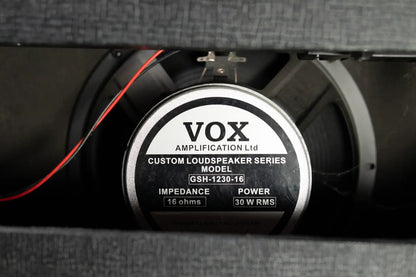 VOX
AMPLIFICATION Ltd
CUSTOM LOUDSPEAKER SERIES
MODEL
GSH-1230-16
IMPEDANCE POWER
16 ohms 30 W RMS